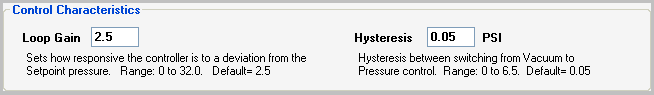 Control Characteristics
Loop Gain 2.5 Hysteresis 0.05 PSI
Sets how responsive the controller is to a deviation from the
Setpoint pressure. Range: 0 to 32.0. Default= 2.5
Hysteresis between switching from Vacuum to
Pressure control. Range: 0 to 6.5. Default= 0.05